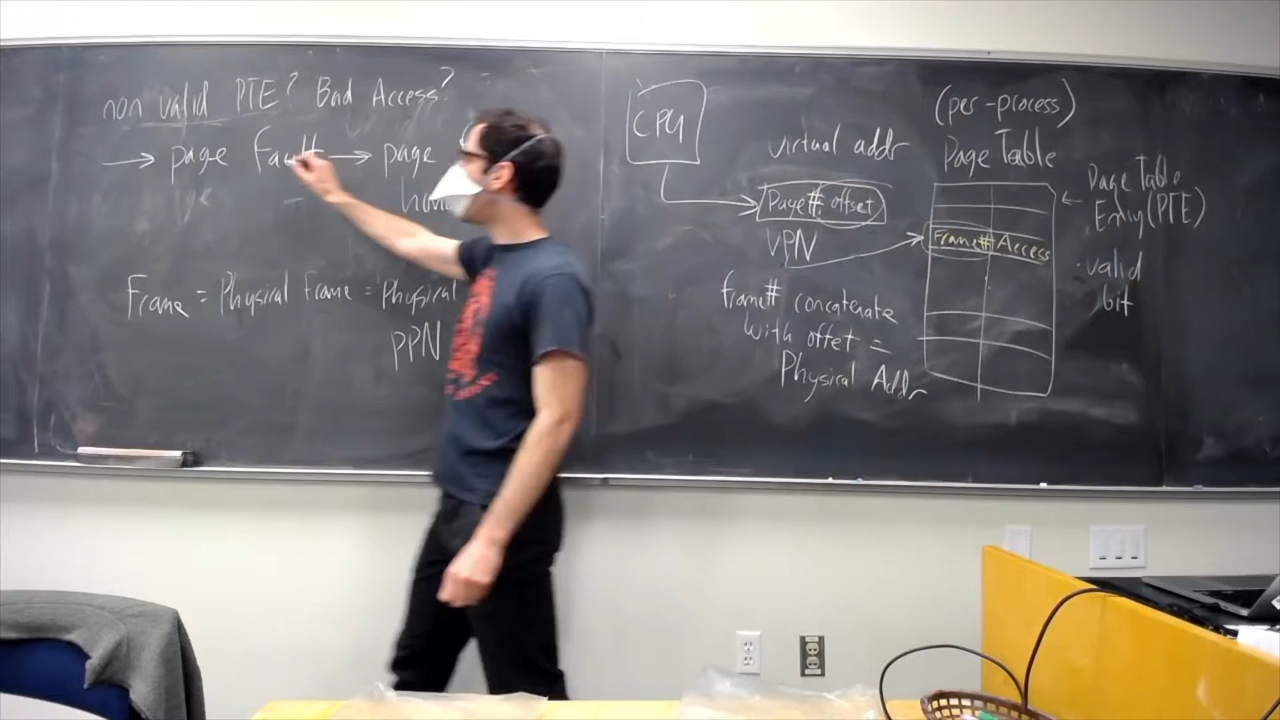 non valid PTE? Bad Access?
→ page Fault → page
Frame = Physical Frame = Physical
PPN
CPU
virtual addr
Page# offset
VPN
frame# concatenate
with offet =
Physical Addr
(per-process)
Page Table
Frame# Access
← Page Table
Entry (PTE)
· valid
bit